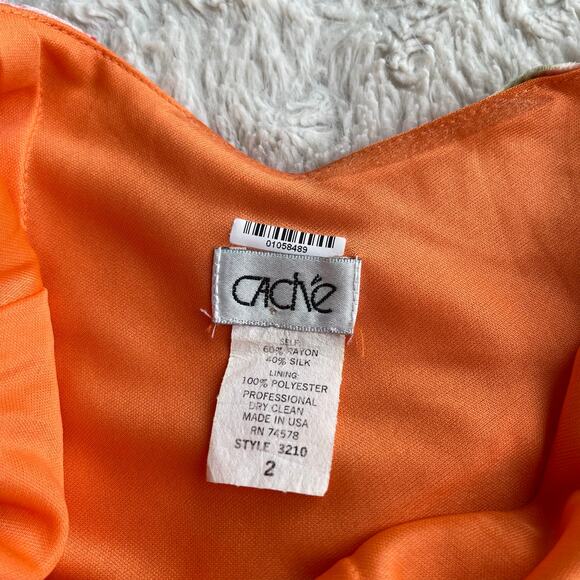 01058489
CACHé
SELF:
60% RAYON
40% SILK
LINING:
100% POLYESTER
PROFESSIONAL
DRY CLEAN
MADE IN USA
RN 74578
STYLE 3210
2